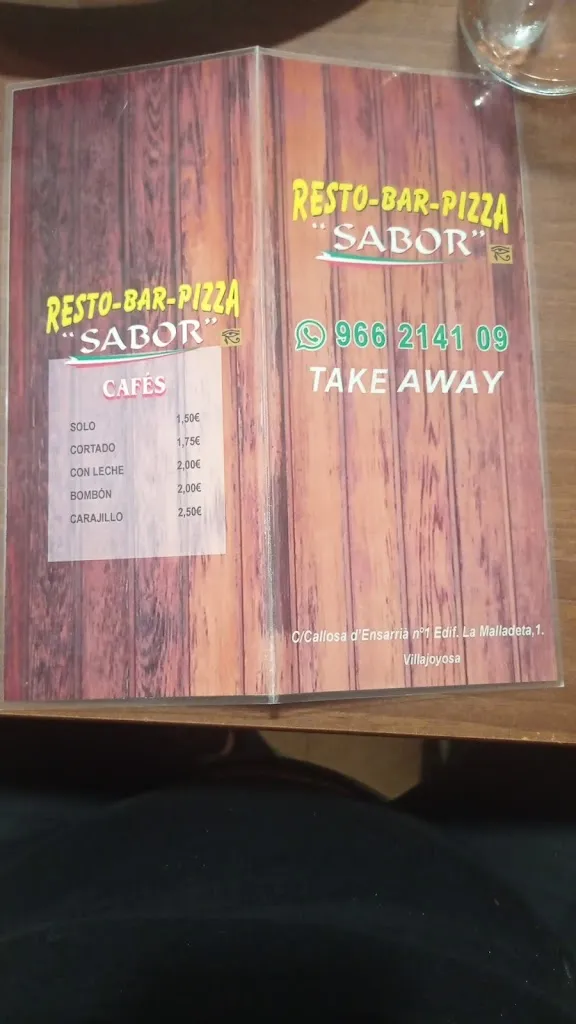 RESTO-BAR-PIZZA
"SABOR"
CAFÉS
SOLO 1,50€
CORTADO 1,75€
CON LECHE 2,00€
BOMBÓN 2,00€
CARAJILLO 2,50€
RESTO-BAR-PIZZA
"SABOR"
966 2141 09
TAKE AWAY
C/Callosa d'Ensarrià nº1 Edif. La Malladeta,1.
Villajoyosa